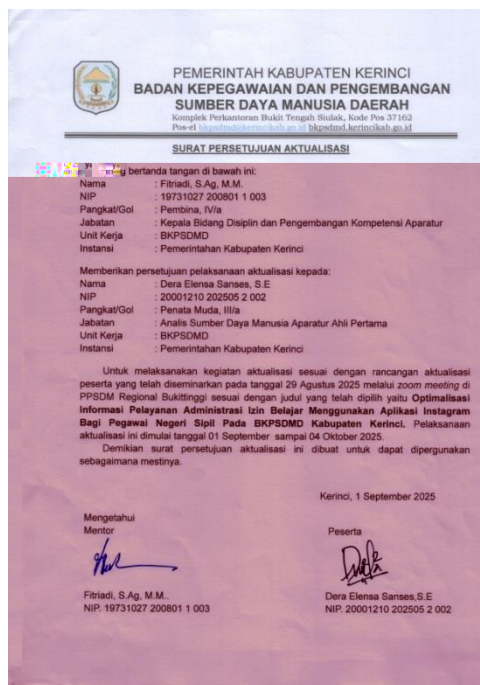 PEMERINTAH KABUPATEN KERINCI
BADAN KEPEGAWAIAN DAN PENGEMBANGAN
SUMBER DAYA MANUSIA DAERAH
Komplek Perkantoran Bukit Tengah Siulak, Kode Pos 37162
Pos-el bkpsdmd@kerincikab.go.id bkpsdmd.kerincikab.go.id
SURAT PERSETUJUAN AKTUALISASI
bertanda tangan di bawah ini:
Nama : Fitriadi, S.Ag, M.M.
NIP : 19731027 200801 1 003
Pangkat/Gol : Pembina, IV/a
Jabatan : Kepala Bidang Disiplin dan Pengembangan Kompetensi Aparatur
Unit Kerja : BKPSDMD
Instansi : Pemerintahan Kabupaten Kerinci
Memberikan persetujuan pelaksanaan aktualisasi kepada:
Nama : Dera Elensa Sanses, S.E
NIP : 20001210 202505 2 002
Pangkat/Gol : Penata Muda, III/a
Jabatan : Analis Sumber Daya Manusia Aparatur Ahli Pertama
Unit Kerja : BKPSDMD
Instansi : Pemerintahan Kabupaten Kerinci
Untuk melaksanakan kegiatan aktualisasi sesuai dengan rancangan aktualisasi
peserta yang telah diseminarkan pada tanggal 29 Agustus 2025 melalui zoom meeting di
PPSDM Regional Bukittinggi sesuai dengan judul yang telah dipilih yaitu Optimalisasi
Informasi Pelayanan Administrasi Izin Belajar Menggunakan Aplikasi Instagram
Bagi Pegawai Negeri Sipil Pada BKPSDMD Kabupaten Kerinci. Pelaksanaan
aktualisasi ini dimulai tanggal 01 September sampai 04 Oktober 2025.
Demikian surat persetujuan aktualisasi ini dibuat untuk dapat dipergunakan
sebagaimana mestinya.
Kerinci, 1 September 2025
Mengetahui
Mentor
Peserta
Fitriadi, S.Ag, M.M..
NIP. 19731027 200801 1 003
Dera Elensa Sanses,S.E
NIP. 20001210 202505 2 002